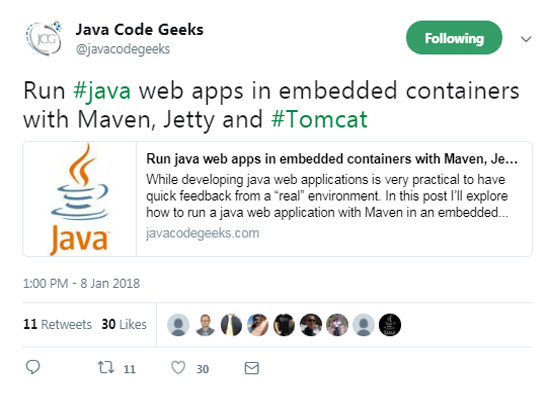 JCG
Java Code Geeks
@javacodegeeks
Following
Run #java web apps in embedded containers
with Maven, Jetty and #Tomcat
Java
Run java web apps in embedded containers with Maven, Je...
While developing java web applications is very practical to have
quick feedback from a “real” environment. In this post I’ll explore
how to run a java web application with Maven in an embedded...
javacodegeeks.com
1:00 PM - 8 Jan 2018
11 Retweets 30 Likes
11 30